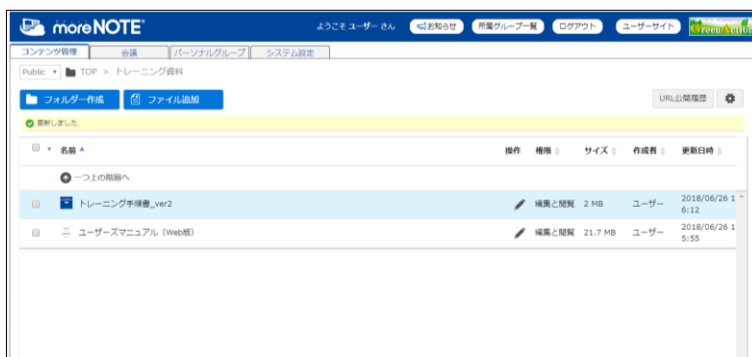 moreNOTE
ようこそ ユーザー さん
お知らせ
所属グループ一覧
ログアウト
ユーザーサイト
Green Action
コンテンツ管理
会議
パーソナルグループ
システム設定
Public
TOP > トレーニング資料
フォルダー作成
ファイル追加
URL公開履歴
更新しました.
名前 操作 権限 サイズ 作成者 更新日時
一つ上の階層へ
トレーニング手順書_ver2 編集と閲覧 2 MB ユーザー 2018/06/26 1
6:12
ユーザーズマニュアル（Web版） 編集と閲覧 21.7 MB ユーザー 2018/06/26 1
5:55